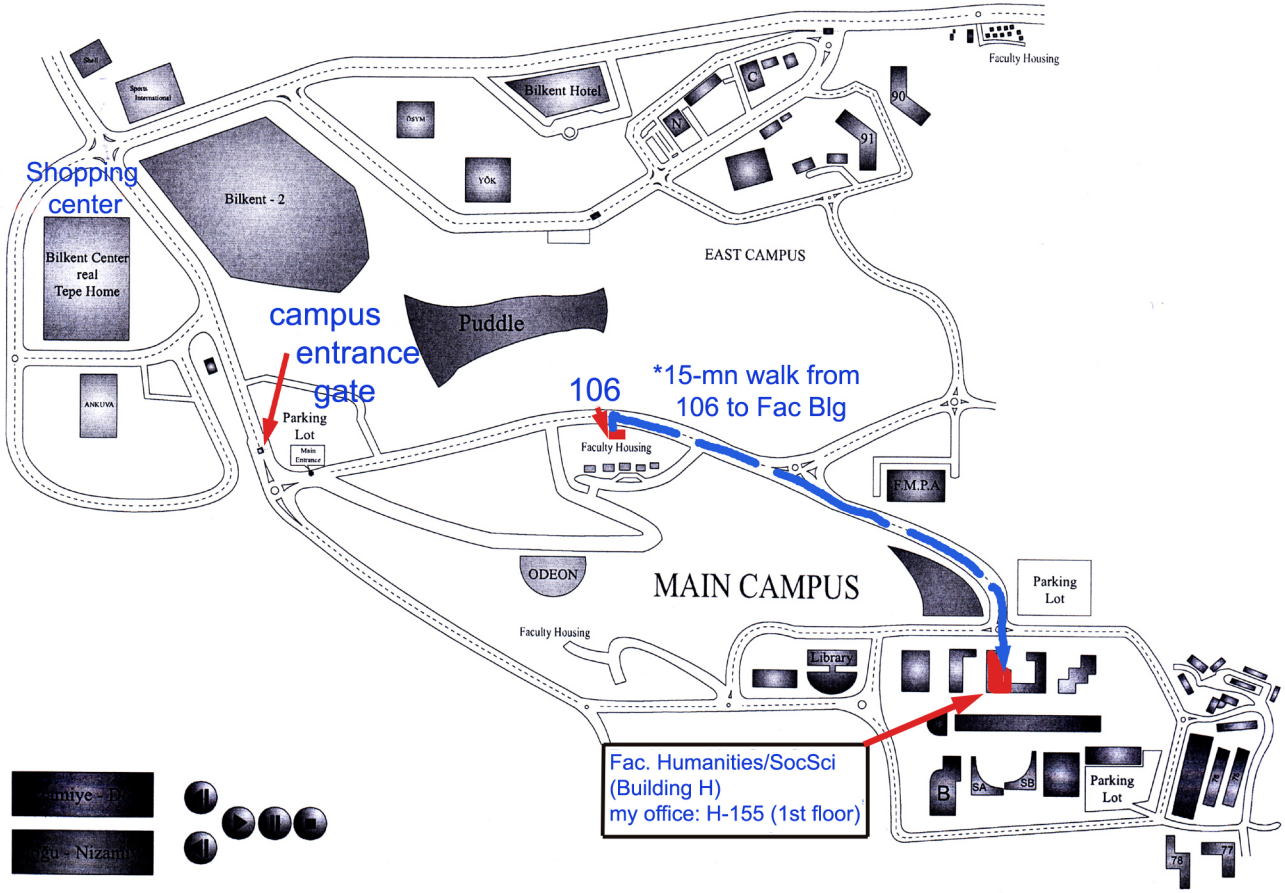 Faculty Housing
Shell
Sports
International
Bilkent Hotel
C
ÖSYM
N
90
91
YÖK
Shopping
center
Bilkent - 2
EAST CAMPUS
Bilkent Center
real
Tepe Home
campus
entrance
gate
Puddle
106
*15-mn walk from
106 to Fac Blg
ANKUVA
Parking
Lot
Main
Entrance
Faculty Housing
F.M.P.A
ODEON
MAIN CAMPUS
Parking
Lot
Faculty Housing
Library
Fac. Humanities/SocSci
(Building H)
my office: H-155 (1st floor)
B
SA
SB
Parking
Lot
76
78
77